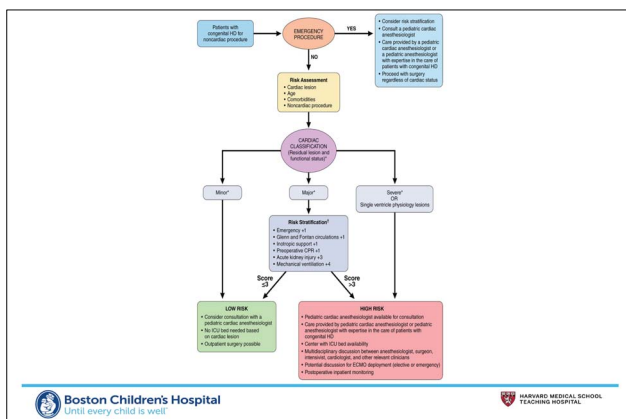 Patients with
congenital HD for
noncardiac procedure
EMERGENCY
PROCEDURE
YES
• Consider risk stratification
• Consult a pediatric cardiac
anesthesiologist
• Care provided by a pediatric
cardiac anesthesiologist or
a pediatric anesthesiologist
with expertise in the care of
patients with congenital HD
• Proceed with surgery
regardless of cardiac status
NO
Risk Assessment
• Cardiac lesion
• Age
• Comorbidities
• Noncardiac procedure
CARDIAC
CLASSIFICATION
(Residual lesion and
functional status)*
Minor*
Major*
Severe*
OR
Single ventricle physiology lesions
Risk Stratification†
• Emergency +1
• Glenn and Fontan circulations +1
• Inotropic support +1
• Preoperative CPR +1
• Acute kidney injury +3
• Mechanical ventilation +4
Score
≤3
Score
>3
LOW RISK
• Consider consultation with a
pediatric cardiac anesthesiologist
• No ICU bed needed based
on cardiac lesion
• Outpatient surgery possible
HIGH RISK
• Pediatric cardiac anesthesiologist available for consultation
• Care provided by pediatric cardiac anesthesiologist or pediatric
anesthesiologist with expertise in the care of patients with
congenital HD
• Center with ICU bed availability
• Multidisciplinary discussion between anesthesiologist, surgeon,
intensivist, cardiologist, and other relevant clinicians
• Potential discussion for ECMO deployment (elective or emergency)
• Postoperative inpatient monitoring
Boston Children's Hospital
Until every child is well™
HARVARD MEDICAL SCHOOL
TEACHING HOSPITAL